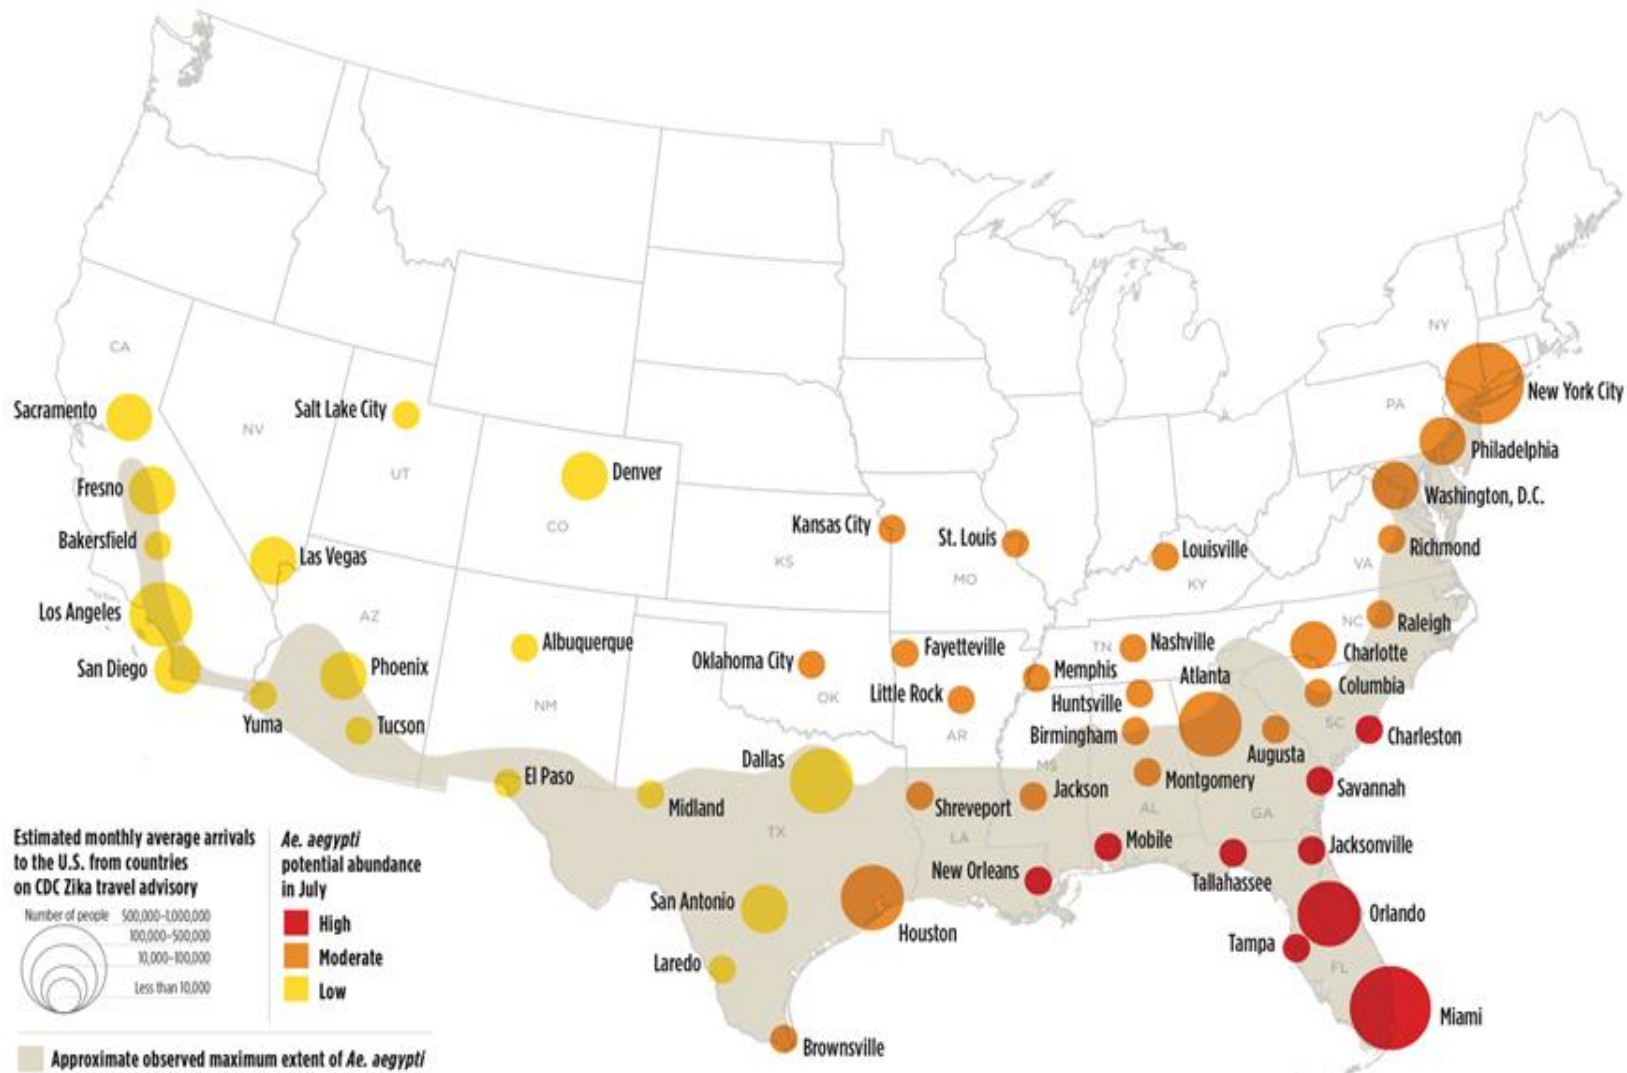 NY
CA
New York City
PA
Sacramento
Salt Lake City
NV
Philadelphia
Denver
UT
Fresno
Washington, D.C.
CO
Kansas City
St. Louis
Bakersfield
Louisville
Richmond
Las Vegas
KS
VA
MO
KY
Los Angeles
AZ
NC
Raleigh
Albuquerque
Fayetteville
TN
Nashville
Charlotte
Oklahoma City
San Diego
Phoenix
Memphis
Atlanta
Columbia
Little Rock
OK
Huntsville
NM
Yuma
Tucson
SC
AR
Birmingham
Charleston
Augusta
Dallas
MS
El Paso
Montgomery
Jackson
Savannah
Midland
Shreveport
AL
GA
TX
LA
Mobile
Jacksonville
New Orleans
Tallahassee
San Antonio
Orlando
Houston
Tampa
Laredo
FL
Miami
Brownsville
Estimated monthly average arrivals
to the U.S. from countries
on CDC Zika travel advisory
Number of people
500,000–1,000,000
100,000–500,000
10,000–100,000
Less than 10,000
Ae. aegypti
potential abundance
in July
High
Moderate
Low
Approximate observed maximum extent of Ae. aegypti